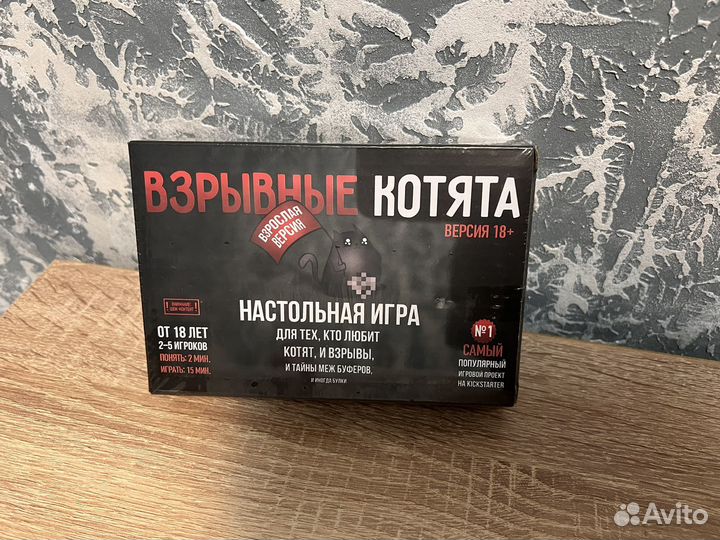 ВЗРЫВНЫЕ КОТЯТА
ВЕРСИЯ 18+
ВЗРОСЛАЯ
ВЕРСИЯ
НАСТОЛЬНАЯ ИГРА
ДЛЯ ТЕХ, КТО ЛЮБИТ
КОТЯТ, И ВЗРЫВЫ,
И ТАЙНЫ МЕЖ БУФЕРОВ,
И ИНОГДА БУЛКИ
ВНИМАНИЕ!
ОТ 18 ЛЕТ
2–5 ИГРОКОВ
ПОНЯТЬ: 2 МИН.
ИГРАТЬ: 15 МИН.
№1
САМЫЙ
ПОПУЛЯРНЫЙ
ИГРОВОЙ ПРОЕКТ
НА KICKSTARTER
Avito